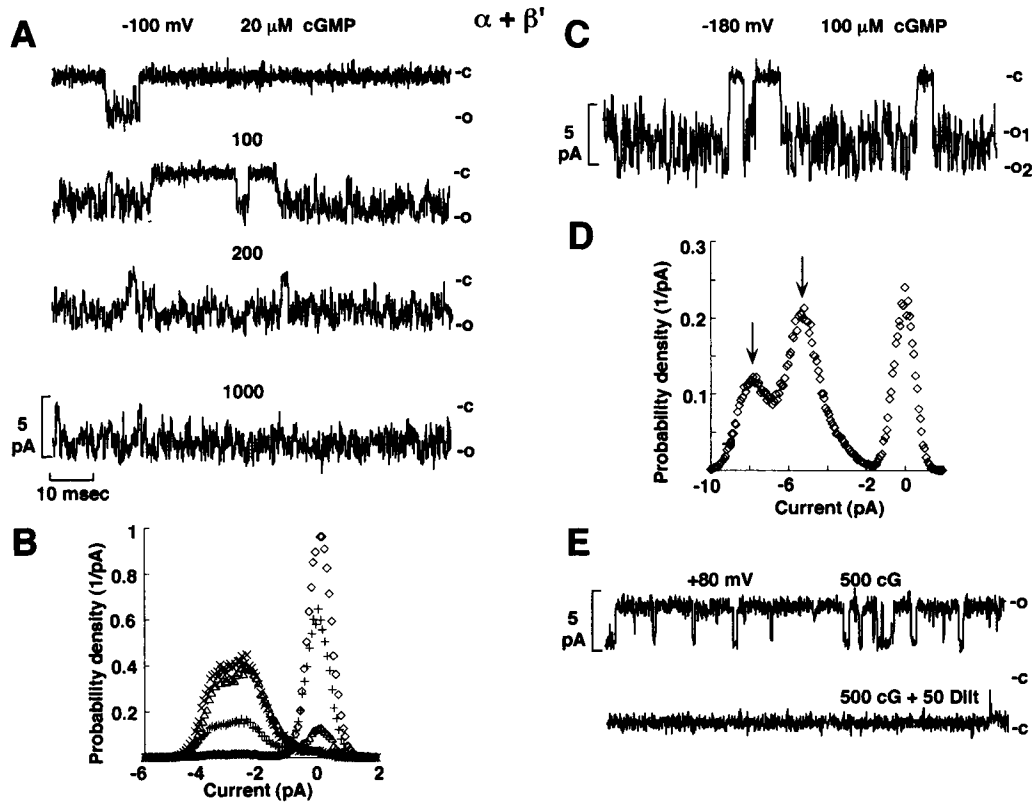 α + β'
A
-100 mV 20 µM cGMP
-c
-o
100
-c
-o
200
-c
-o
1000
5 pA
-c
-o
10 msec
B
Probability density (1/pA)
1
0.8
0.6
0.4
0.2
-6 -4 -2 0 2
Current (pA)
C
-180 mV 100 µM cGMP
-c
5 pA
-o1
-o2
D
Probability density (1/pA)
0.3
0.2
0.1
0
-10 -6 -2 0
Current (pA)
E
+80 mV 500 cG
5 pA
-o
-c
500 cG + 50 Dilt
-c